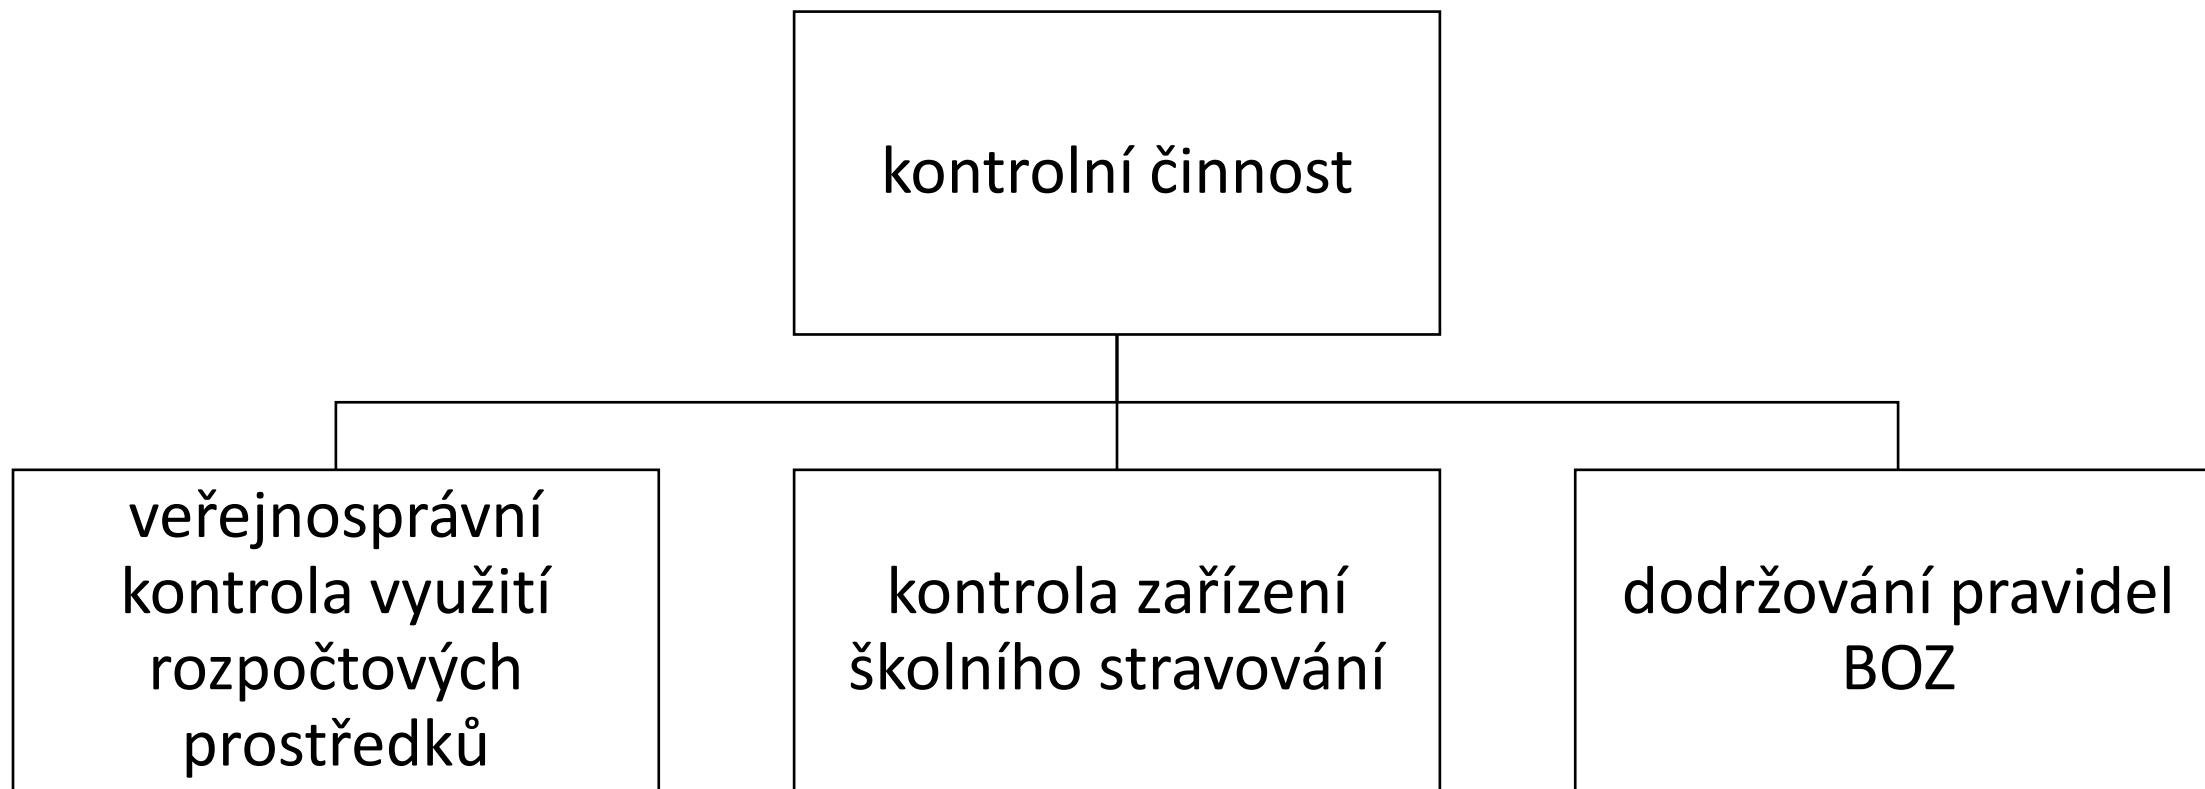 kontrolní činnost
veřejnosprávní
kontrola využití
rozpočtových
prostředků
kontrola zařízení
školního stravování
dodržování pravidel
BOZ